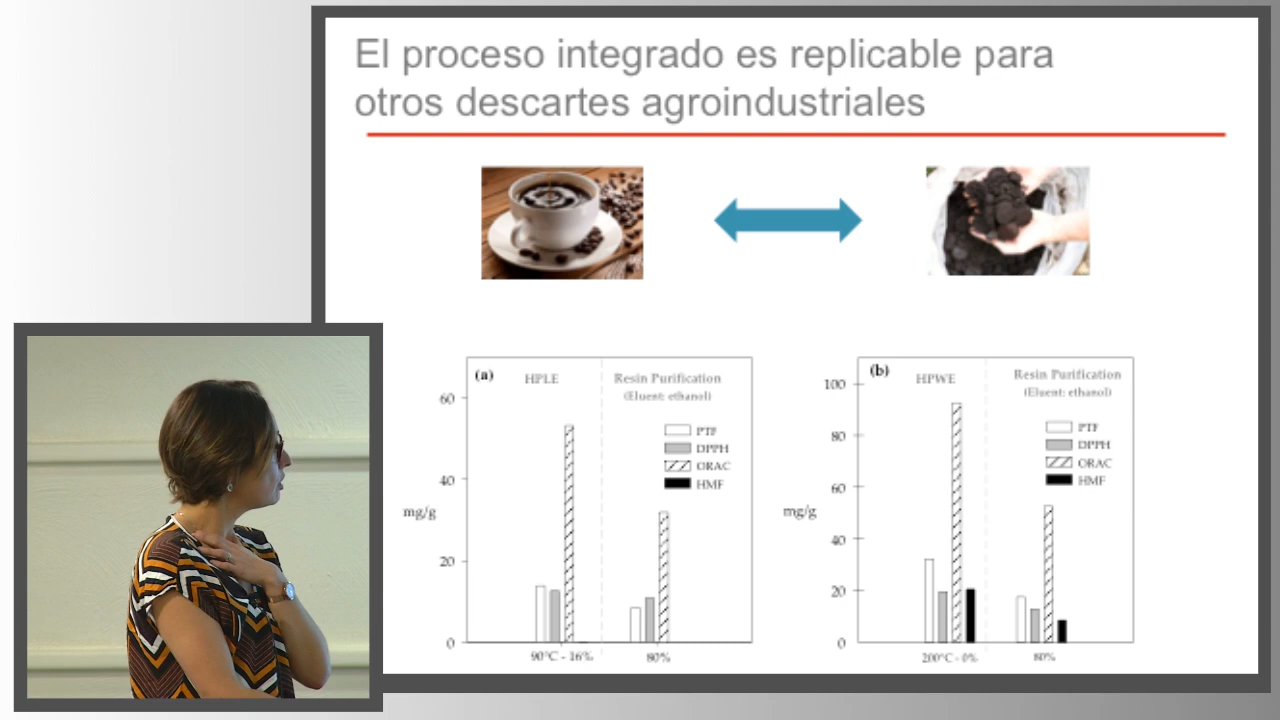 El proceso integrado es replicable para
otros descartes agroindustriales
(a)
HPLE
Resin Purification
(Eluent: ethanol)
60
40
20
0
mg/g
PTF
DPPH
ORAC
HMF
90°C - 16%
80%
(b)
HPWE
Resin Purification
(Eluent: ethanol)
100
80
60
40
20
0
mg/g
PTF
DPPH
ORAC
HMF
200°C - 0%
80%